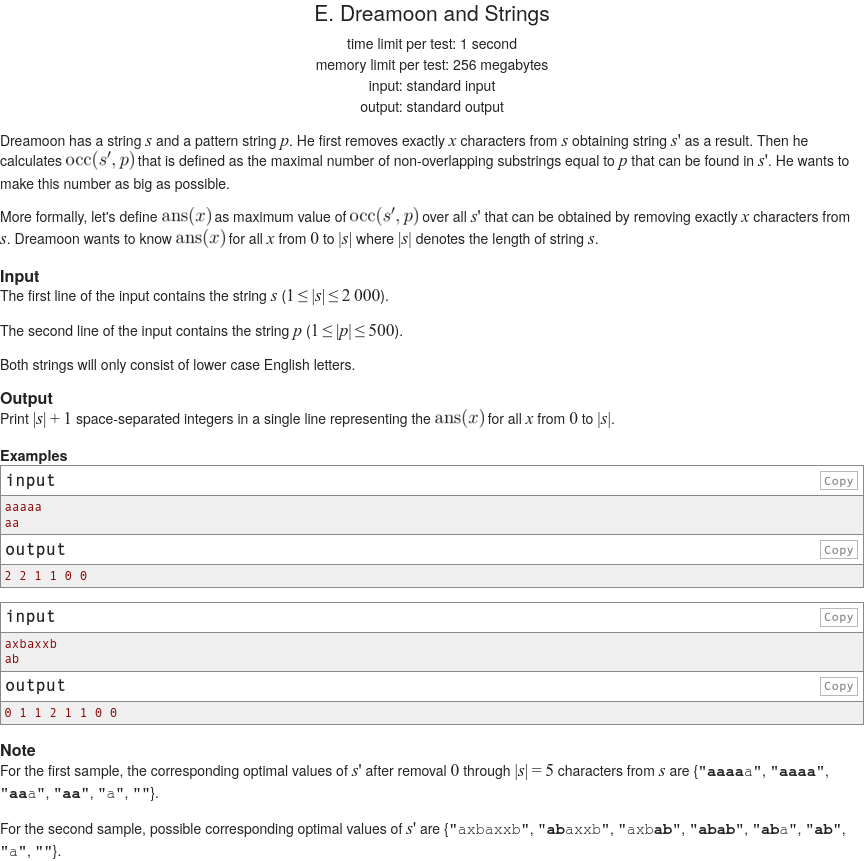 E. Dreamoon and Strings
time limit per test: 1 second
memory limit per test: 256 megabytes
input: standard input
output: standard output
Dreamoon has a string s and a pattern string p. He first removes exactly x characters from s obtaining string s' as a result. Then he
calculates occ(s′, p) that is defined as the maximal number of non-overlapping substrings equal to p that can be found in s'. He wants to
make this number as big as possible.
More formally, let's define ans(x) as maximum value of occ(s′, p) over all s' that can be obtained by removing exactly x characters from
s. Dreamoon wants to know ans(x) for all x from 0 to |s| where |s| denotes the length of string s.
Input
The first line of the input contains the string s (1 ≤ |s| ≤ 2 000).
The second line of the input contains the string p (1 ≤ |p| ≤ 500).
Both strings will only consist of lower case English letters.
Output
Print |s| + 1 space-separated integers in a single line representing the ans(x) for all x from 0 to |s|.
Examples
input Copy
aaaaa
aa
output Copy
2 2 1 1 0 0
input Copy
axbaxxb
ab
output Copy
0 1 1 2 1 1 0 0
Note
For the first sample, the corresponding optimal values of s' after removal 0 through |s| = 5 characters from s are {"aaaaa", "aaaa",
"aaa", "aa", "a", ""}.
For the second sample, possible corresponding optimal values of s' are {"axbaxxb", "abaxxb", "axbab", "abab", "aba", "ab",
"a", ""}.